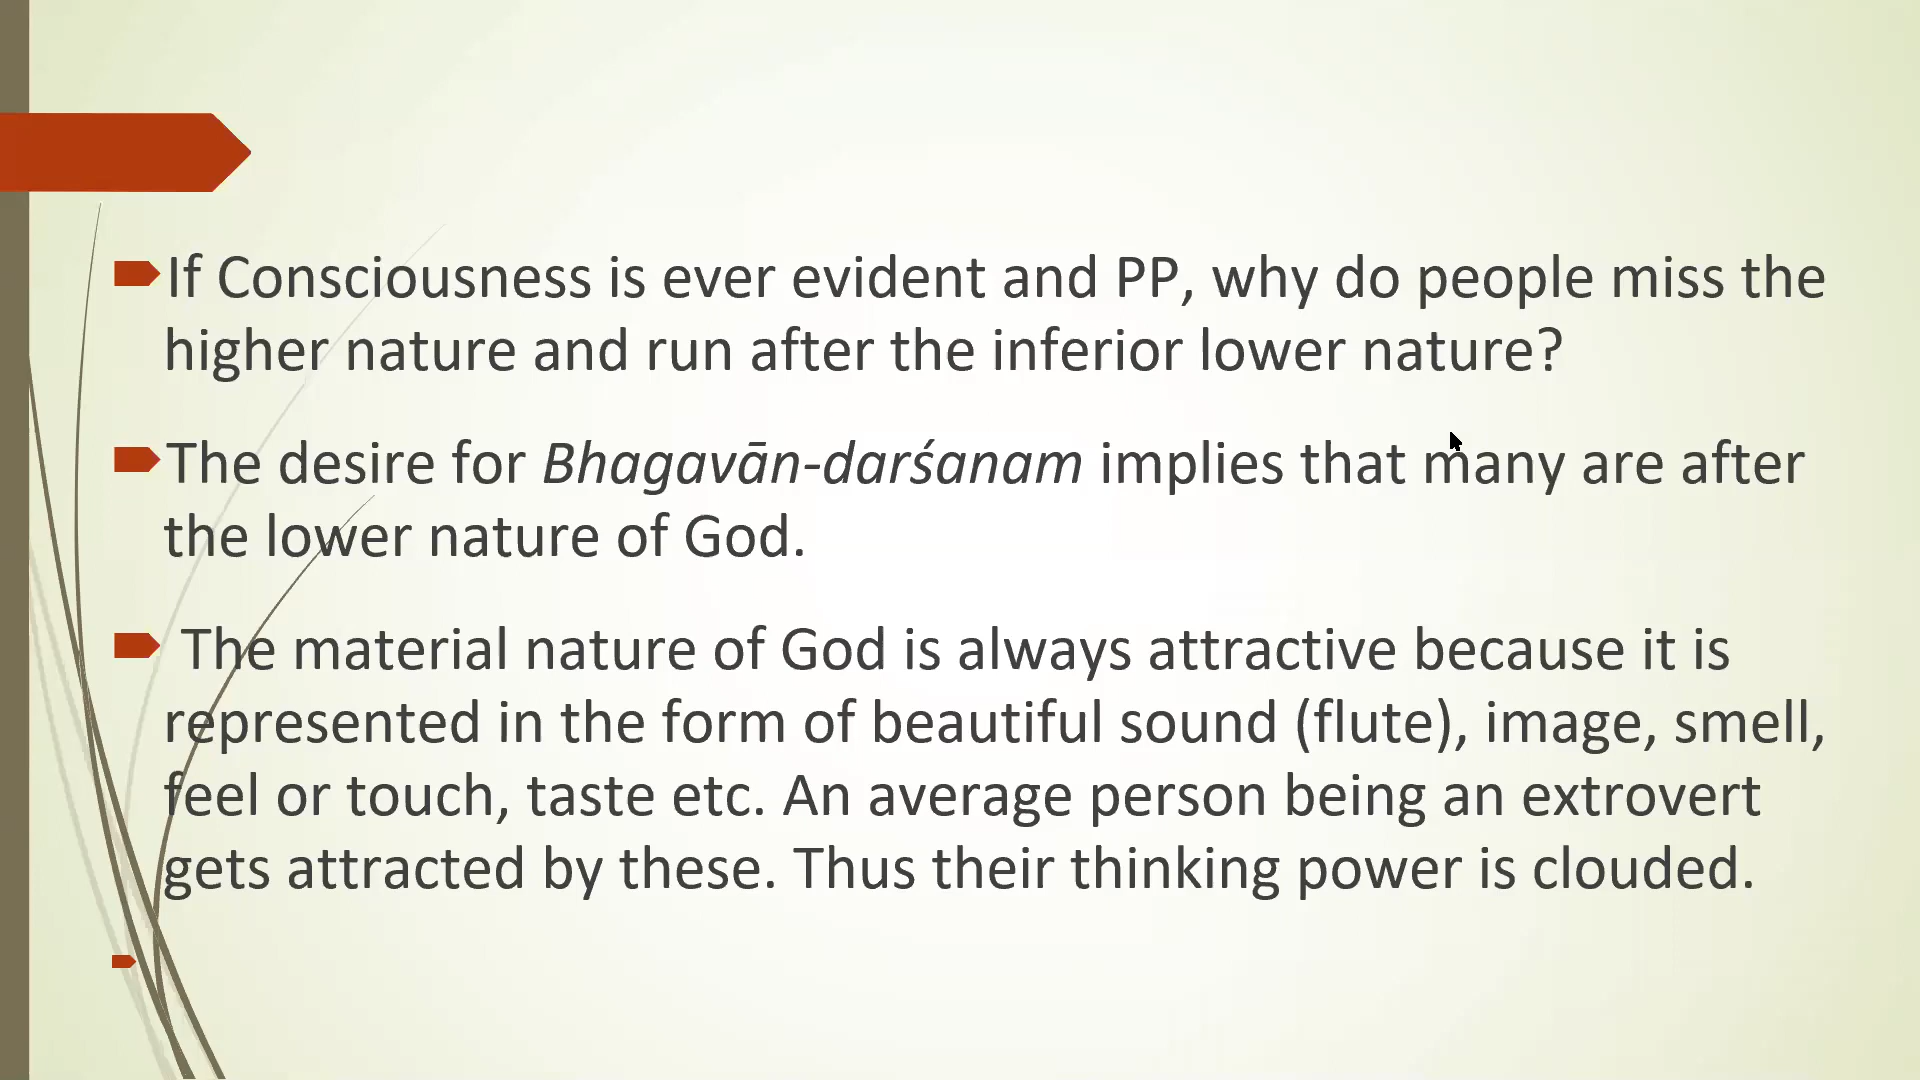 If Consciousness is ever evident and PP, why do people miss the
higher nature and run after the inferior lower nature?
The desire for Bhagavān-darśanam implies that many are after
the lower nature of God.
The material nature of God is always attractive because it is
represented in the form of beautiful sound (flute), image, smell,
feel or touch, taste etc. An average person being an extrovert
gets attracted by these. Thus their thinking power is clouded.